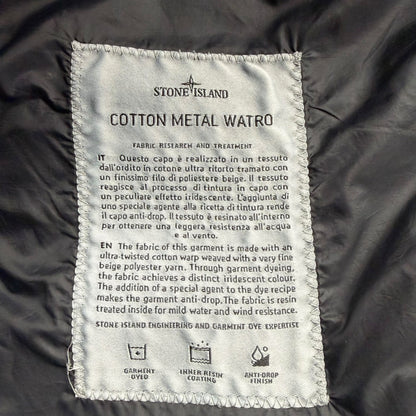 STONE ISLAND
COTTON METAL WATRO
FABRIC RESEARCH AND TREATMENT
IT Questo capo è realizzato in un tessuto
dall'ordito in cotone ultra ritorto tramato con
un finissimo filo di poliestere beige. Il tessuto
reagisce al processo di tintura in capo con
un peculiare effetto iridescente. L'aggiunta di
uno speciale agente alla ricetta di tintura rende
il capo anti-drop. Il tessuto è resinato all'interno
per ottenere una leggera resistenza all'acqua
e al vento.
EN The fabric of this garment is made with an
ultra-twisted cotton warp weaved with a very fine
beige polyester yarn. Through garment dyeing,
the fabric achieves a distinct iridescent colour.
The addition of a special agent to the dye recipe
makes the garment anti-drop. The fabric is resin
treated inside for mild water and wind resistance.
STONE ISLAND ENGINEERING AND GARMENT DYE EXPERTISE
GARMENT DYED
INNER RESIN COATING
ANTI-DROP FINISH